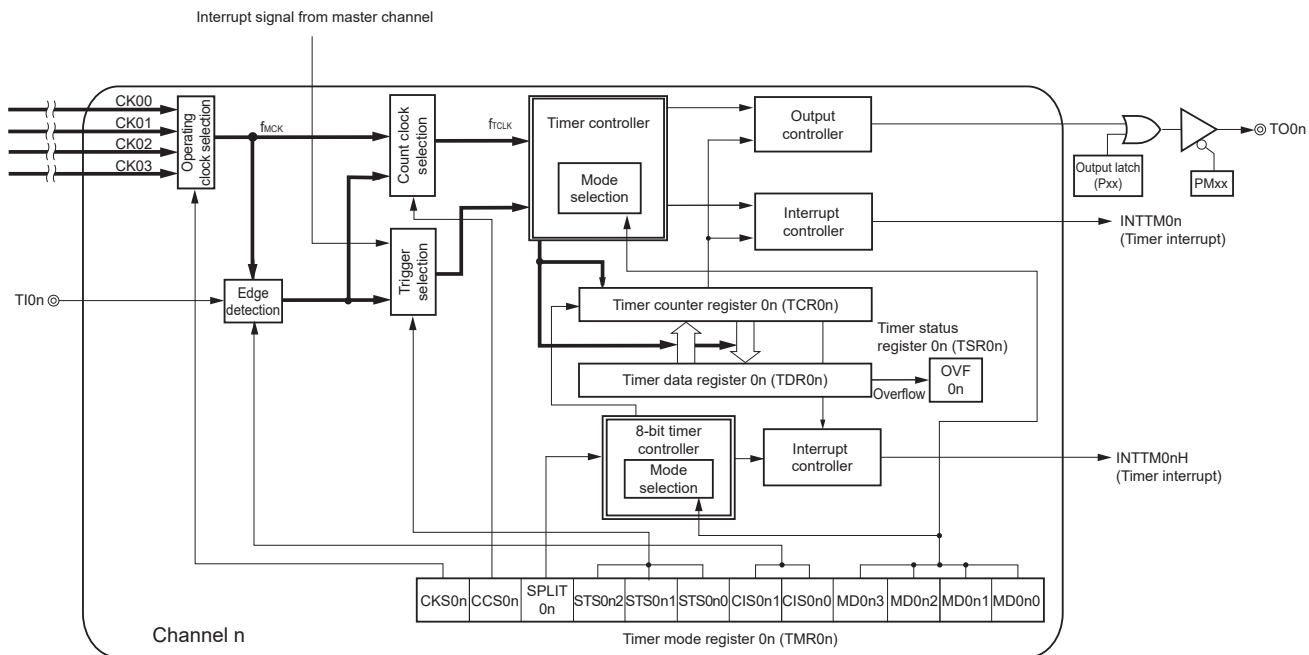 Interrupt signal from master channel
CK00
CK01
CK02
CK03
Operating
clock selection
fMCK
Count clock
selection
fTCLK
Timer controller
Mode
selection
Output
controller
Output latch
(Pxx)
PMxx
TO0n
Interrupt
controller
INTTM0n
(Timer interrupt)
Trigger
selection
TI0n
Edge
detection
Timer counter register 0n (TCR0n)
Timer status
register 0n (TSR0n)
Timer data register 0n (TDR0n)
Overflow
OVF
0n
8-bit timer
controller
Mode
selection
Interrupt
controller
INTTM0nH
(Timer interrupt)
CKS0n
CCS0n
SPLIT
0n
STS0n2
STS0n1
STS0n0
CIS0n1
CIS0n0
MD0n3
MD0n2
MD0n1
MD0n0
Channel n
Timer mode register 0n (TMR0n)